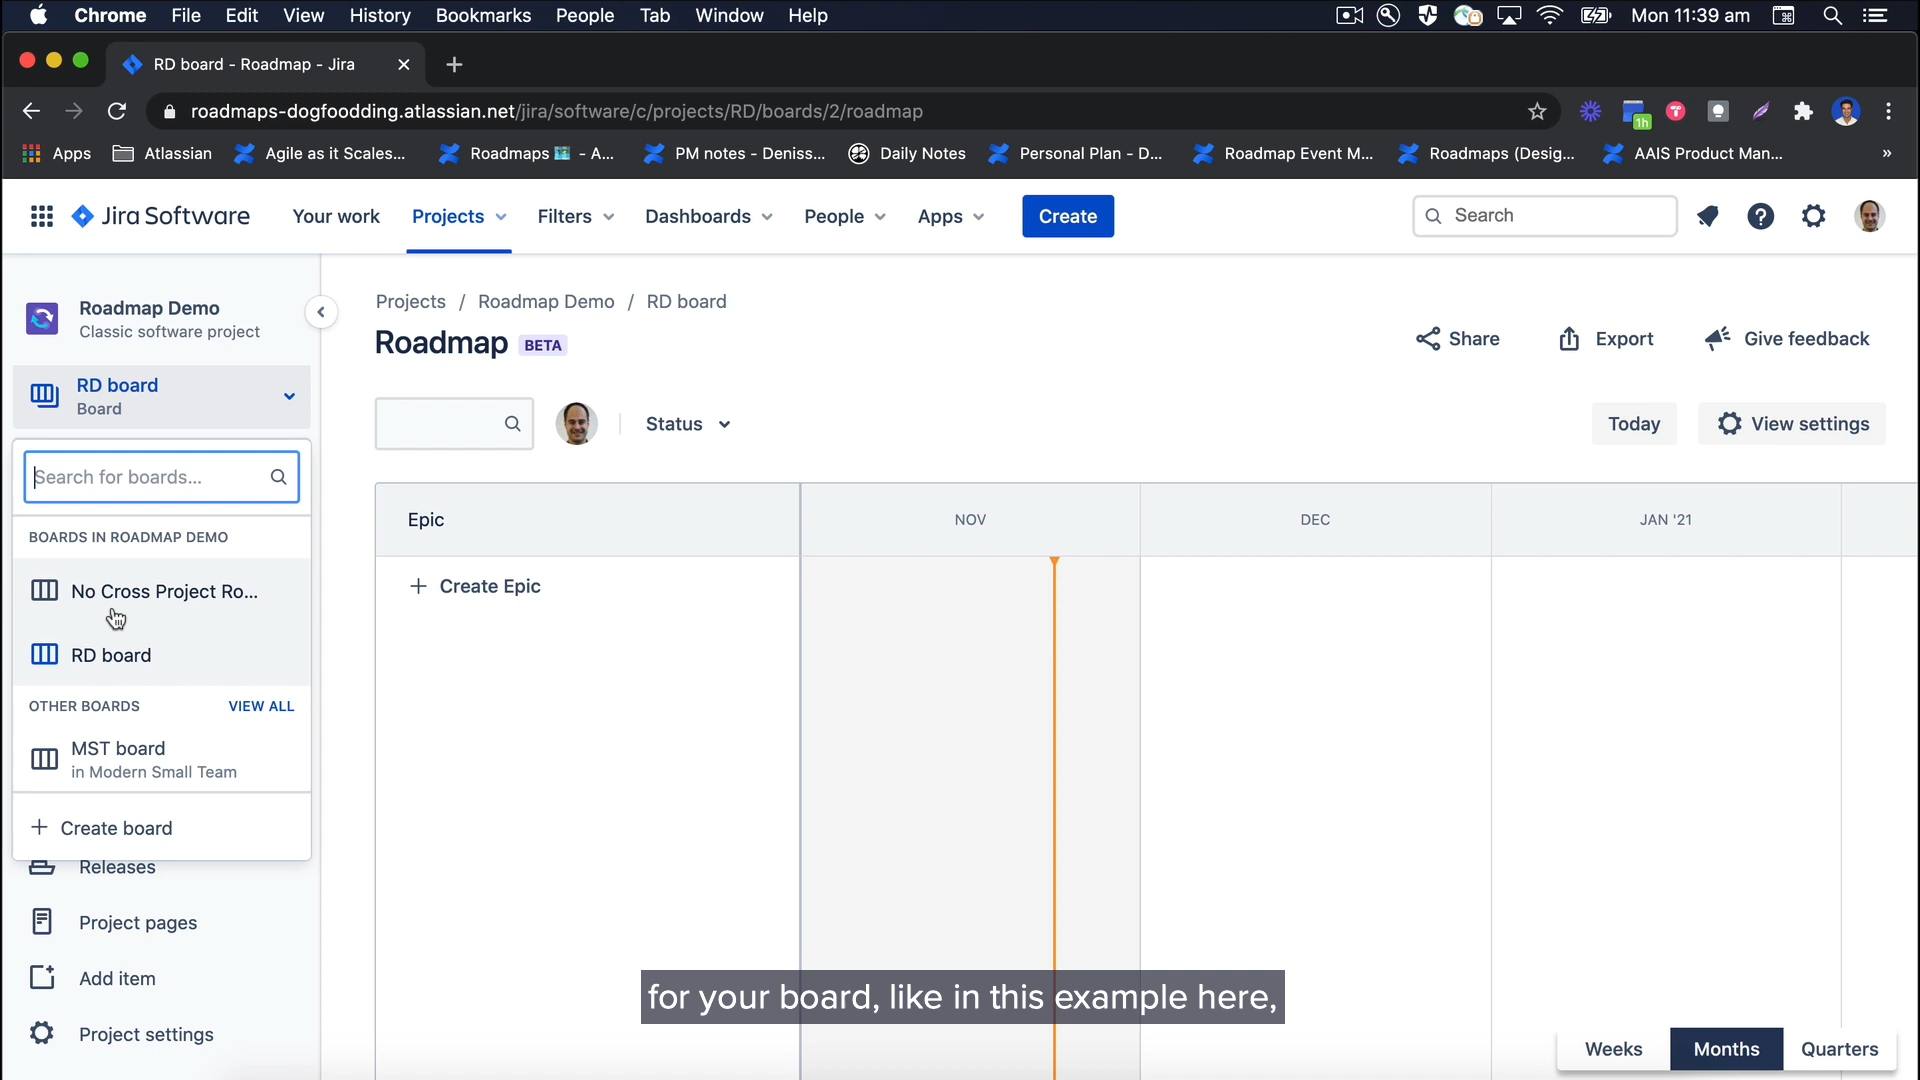 Chrome File Edit View History Bookmarks People Tab Window Help Mon 11:39 am
RD board - Roadmap - Jira
roadmaps-dogfoodding.atlassian.net/jira/software/c/projects/RD/boards/2/roadmap
1h
Apps Atlassian Agile as it Scales... Roadmaps - A... PM notes - Deniss... Daily Notes Personal Plan - D... Roadmap Event M... Roadmaps (Desig... AAIS Product Man... »
Jira Software Your work Projects Filters Dashboards People Apps Create Search
Roadmap Demo
Classic software project
RD board
Board
Search for boards...
BOARDS IN ROADMAP DEMO
No Cross Project Ro...
RD board
OTHER BOARDS VIEW ALL
MST board
in Modern Small Team
+ Create board
Releases
Project pages
Add item
Project settings
Projects / Roadmap Demo / RD board
Roadmap BETA
Share Export Give feedback
Status Today View settings
Epic NOV DEC JAN '21
+ Create Epic
for your board, like in this example here,
Weeks Months Quarters